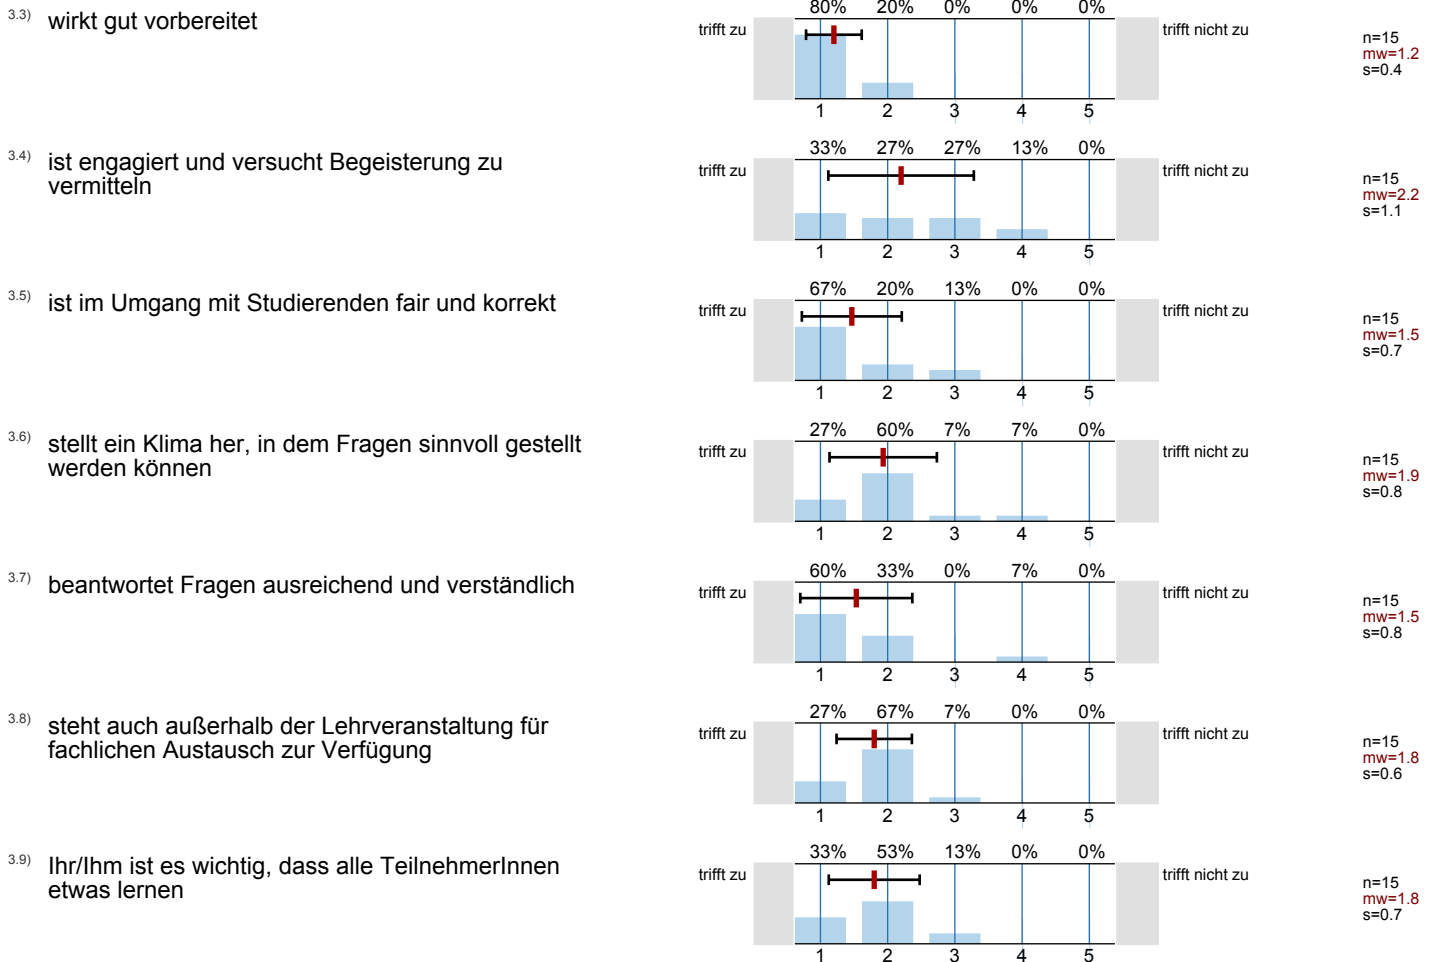 3.3) wirkt gut vorbereitet
80% 20% 0% 0% 0%
trifft zu trifft nicht zu
n=15
mw=1.2
s=0.4
1 2 3 4 5
3.4) ist engagiert und versucht Begeisterung zu
vermitteln
33% 27% 27% 13% 0%
trifft zu trifft nicht zu
n=15
mw=2.2
s=1.1
1 2 3 4 5
3.5) ist im Umgang mit Studierenden fair und korrekt
67% 20% 13% 0% 0%
trifft zu trifft nicht zu
n=15
mw=1.5
s=0.7
1 2 3 4 5
3.6) stellt ein Klima her, in dem Fragen sinnvoll gestellt
werden können
27% 60% 7% 7% 0%
trifft zu trifft nicht zu
n=15
mw=1.9
s=0.8
1 2 3 4 5
3.7) beantwortet Fragen ausreichend und verständlich
60% 33% 0% 7% 0%
trifft zu trifft nicht zu
n=15
mw=1.5
s=0.8
1 2 3 4 5
3.8) steht auch außerhalb der Lehrveranstaltung für
fachlichen Austausch zur Verfügung
27% 67% 7% 0% 0%
trifft zu trifft nicht zu
n=15
mw=1.8
s=0.6
1 2 3 4 5
3.9) Ihr/Ihm ist es wichtig, dass alle TeilnehmerInnen
etwas lernen
33% 53% 13% 0% 0%
trifft zu trifft nicht zu
n=15
mw=1.8
s=0.7
1 2 3 4 5